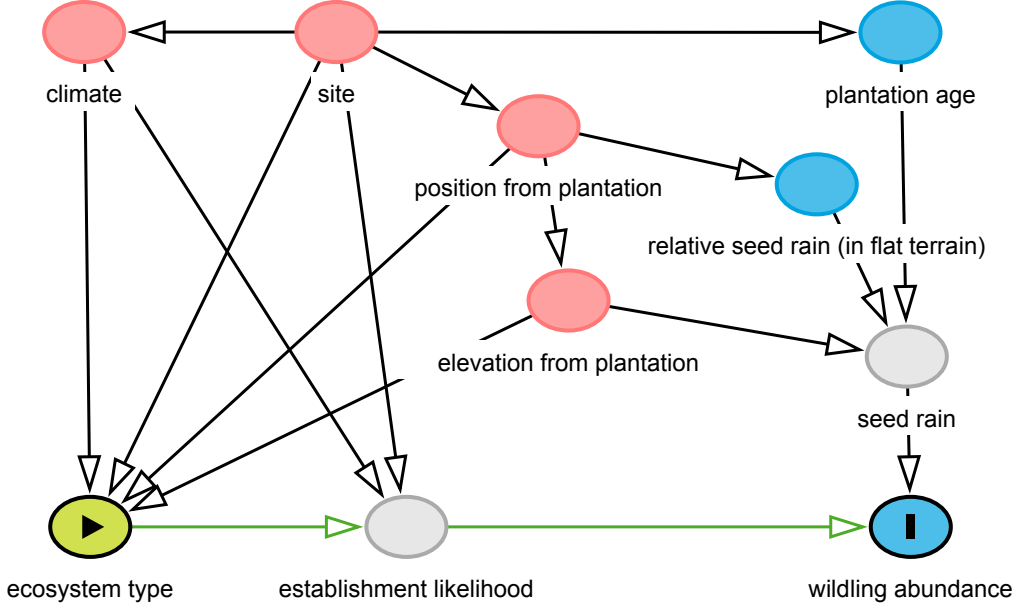 climate
site
plantation age
position from plantation
relative seed rain (in flat terrain)
elevation from plantation
seed rain
ecosystem type
establishment likelihood
wildling abundance